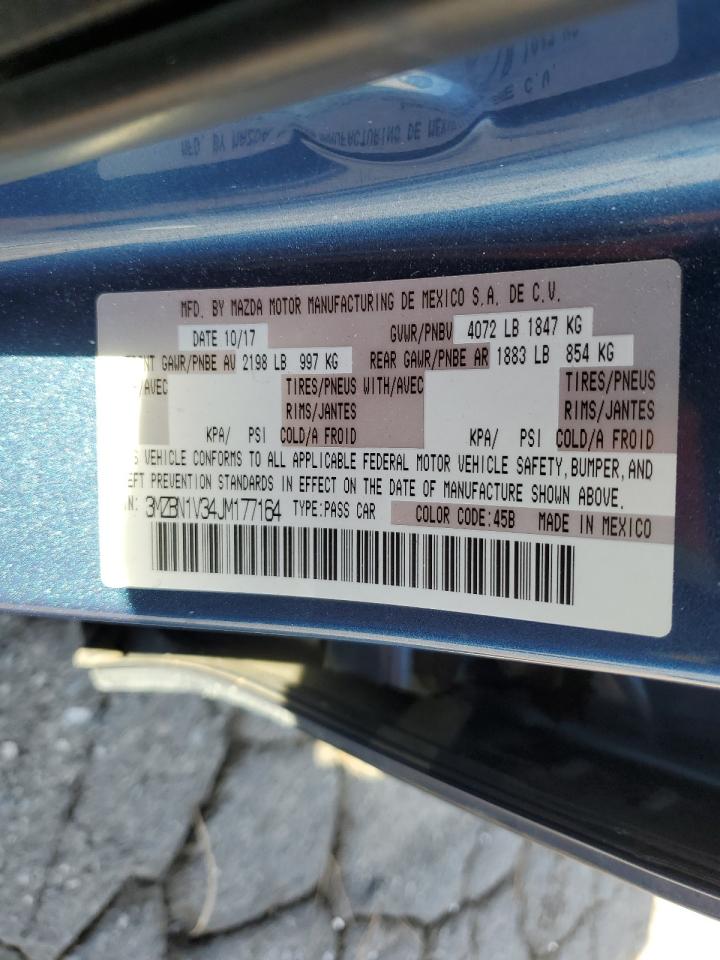 MFD. BY MAZDA MOTOR MANUFACTURING DE MEXICO S.A. DE C.V.
DATE 10/17 GVWR/PNBV 4072 LB 1847 KG
GAWR/PNBE AV 2198 LB 997 KG REAR GAWR/PNBE AR 1883 LB 854 KG
/AVEC TIRES/PNEUS WITH/AVEC TIRES/PNEUS
RIMS/JANTES RIMS/JANTES
KPA/ PSI COLD/A FROID KPA/ PSI COLD/A FROID
VEHICLE CONFORMS TO ALL APPLICABLE FEDERAL MOTOR VEHICLE SAFETY, BUMPER, AND
PREVENTION STANDARDS IN EFFECT ON THE DATE OF MANUFACTURE SHOWN ABOVE.
3MZBN1V34JM177164 TYPE:PASS CAR COLOR CODE:45B MADE IN MEXICO